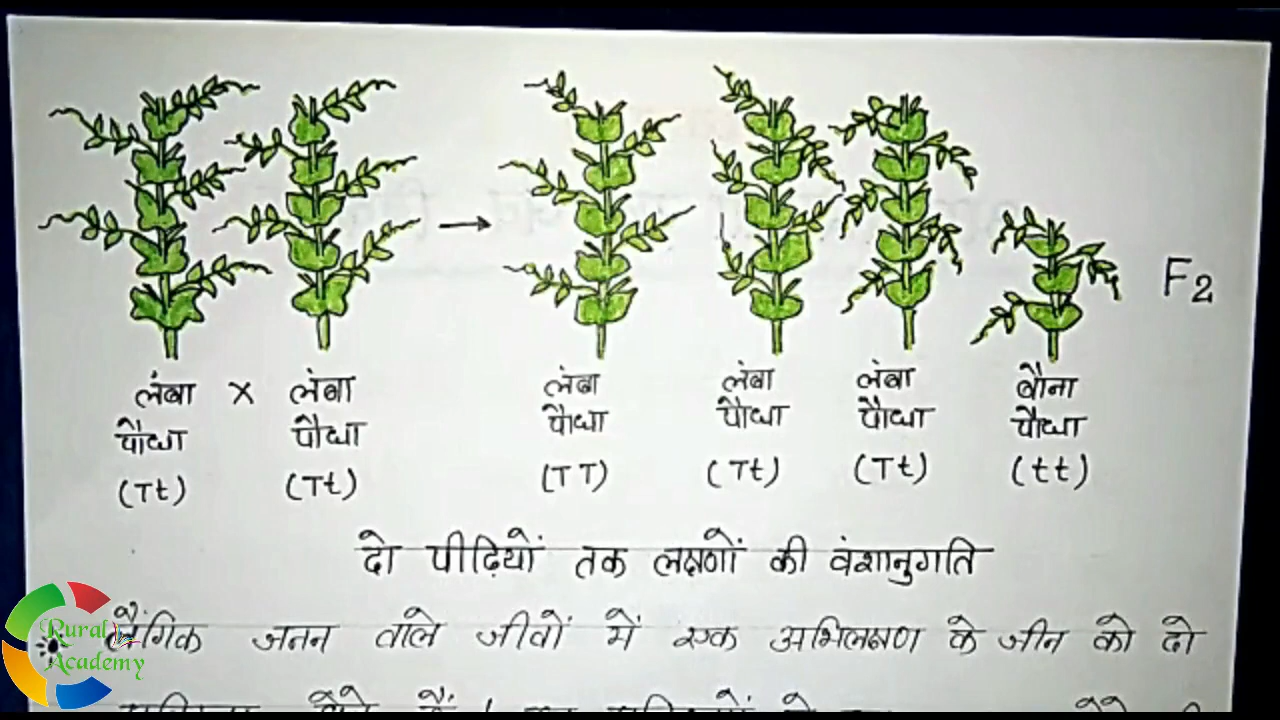 लंबा × लंबा लंबा लंबा लंबा बौना
पौधा पौधा पौधा पौधा पौधा पौधा
(Tt) (Tt) (TT) (Tt) (Tt) (tt)
F2
दो पीढ़ियों तक लक्षणों की वंशानुगति
लैंगिक जनन वाले जीवों में एक अभिलक्षण के जीन को दो
Rural
Academy